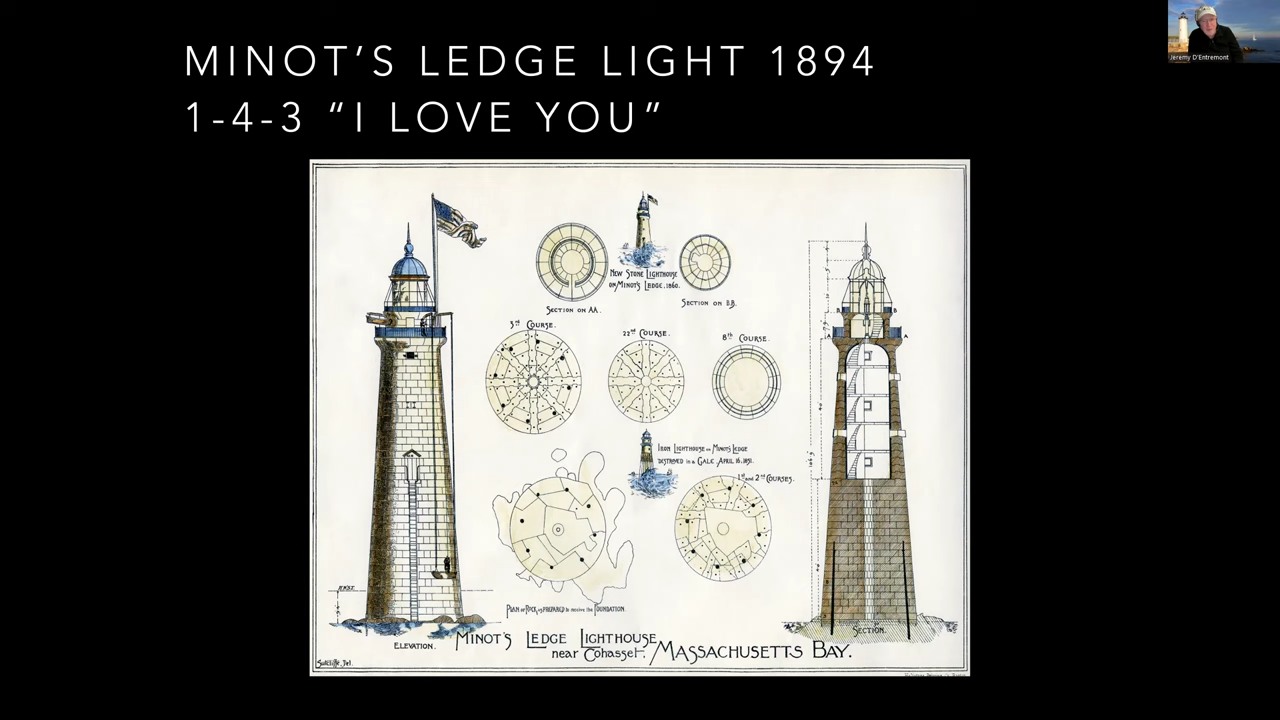 MINOT'S LEDGE LIGHT 1894
1-4-3 “I LOVE YOU”
Jeremy D'Entremont
NEW STONE LIGHTHOUSE
ON MINOT'S LEDGE, 1860.
SECTION ON AA.
SECTION ON B.B.
3rd COURSE.
22nd COURSE.
8th COURSE.
IRON LIGHTHOUSE ON MINOT'S LEDGE
DESTROYED IN A GALE APRIL 16, 1851.
1st AND 2nd COURSES.
PLAN OF ROCK AS PREPARED to receive the FOUNDATION.
ELEVATION.
MINOT'S LEDGE LIGHTHOUSE
near Cohasset, MASSACHUSETTS BAY.
SECTION.
Sutcliffe, Del.
A
A
B
B